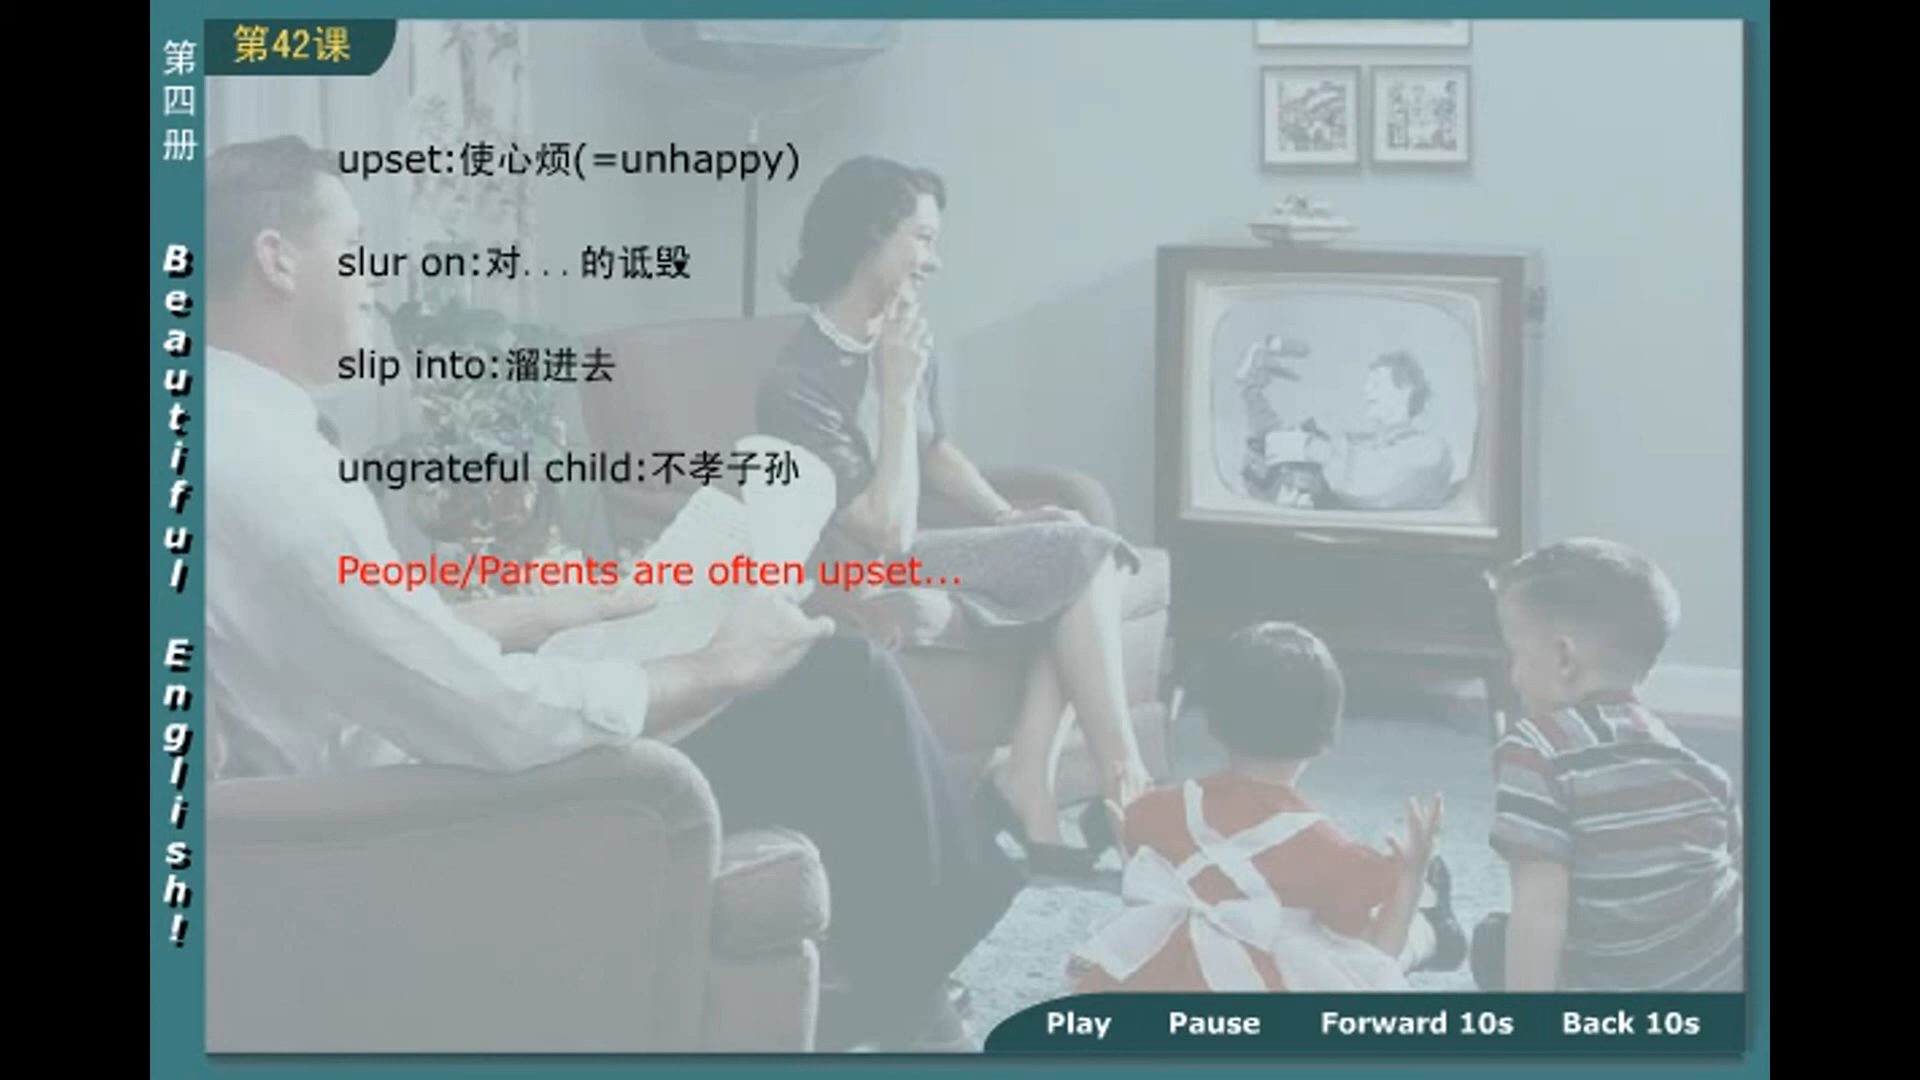 第四册
Beautiful English!
第42课
upset:使心烦(=unhappy)
slur on:对...的诋毁
slip into:溜进去
ungrateful child:不孝子孙
People/Parents are often upset...
Play Pause Forward 10s Back 10s